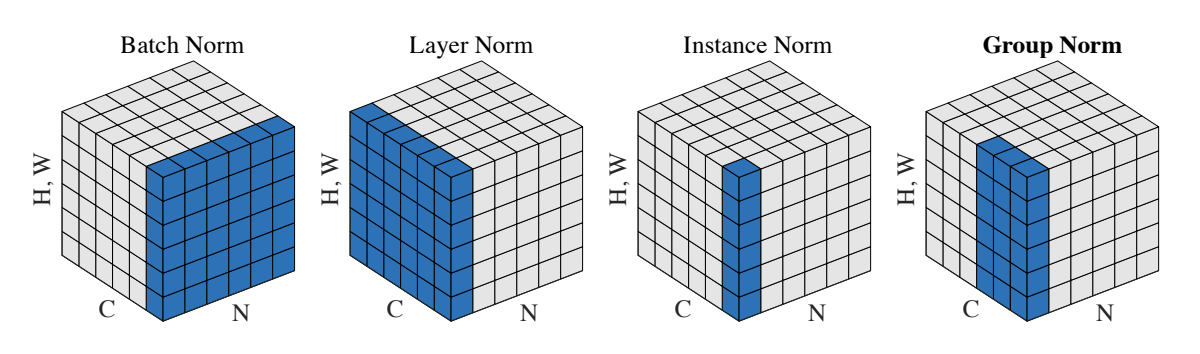 Batch Norm
H, W
C
N
Layer Norm
H, W
C
N
Instance Norm
H, W
C
N
Group Norm
H, W
C
N